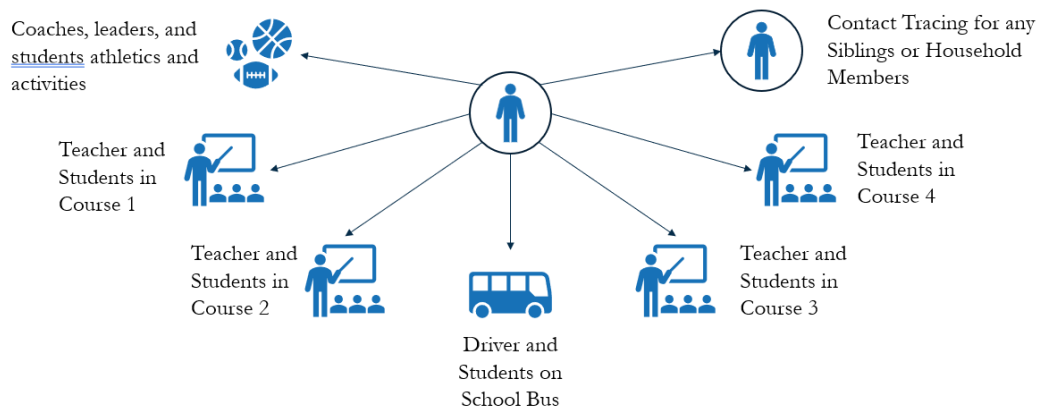 Coaches, leaders, and
students athletics and
activities
Contact Tracing for any
Siblings or Household
Members
Teacher and
Students in
Course 1
Teacher and
Students in
Course 4
Teacher and
Students in
Course 2
Teacher and
Students in
Course 3
Driver and
Students on
School Bus